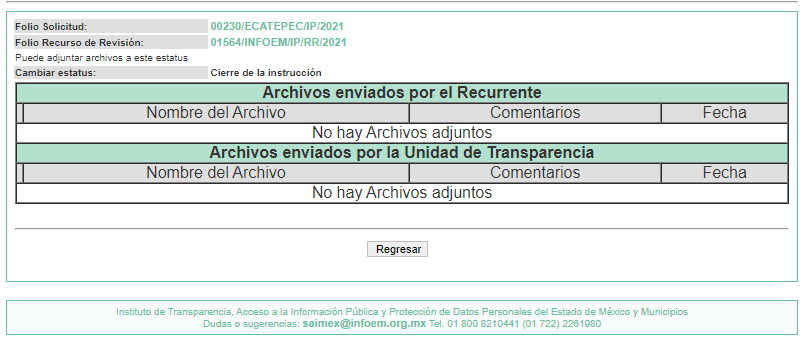 Folio Solicitud: 00230/ECATEPEC/IP/2021
Folio Recurso de Revisión: 01564/INFOEM/IP/RR/2021
Puede adjuntar archivos a este estatus
Cambiar estatus: Cierre de la instrucción
Archivos enviados por el Recurrente
Nombre del Archivo Comentarios Fecha
No hay Archivos adjuntos
Archivos enviados por la Unidad de Transparencia
Nombre del Archivo Comentarios Fecha
No hay Archivos adjuntos
Regresar
Instituto de Transparencia, Acceso a la Información Pública y Protección de Datos Personales del Estado de México y Municipios
Dudas o sugerencias: saimex@infoem.org.mx Tel. 01 800 8210441 (01 722) 2261980